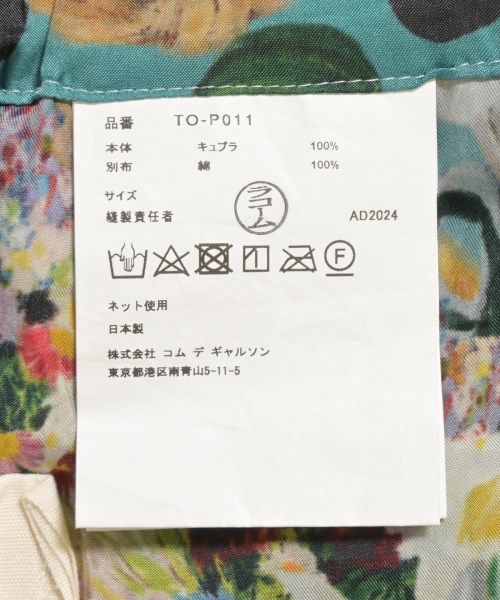 品番 TO-P011
本体 キュプラ 100%
別布 綿 100%
サイズ
縫製責任者 ラコーム AD2024
F
ネット使用
日本製
株式会社 コム デ ギャルソン
東京都港区南青山5-11-5